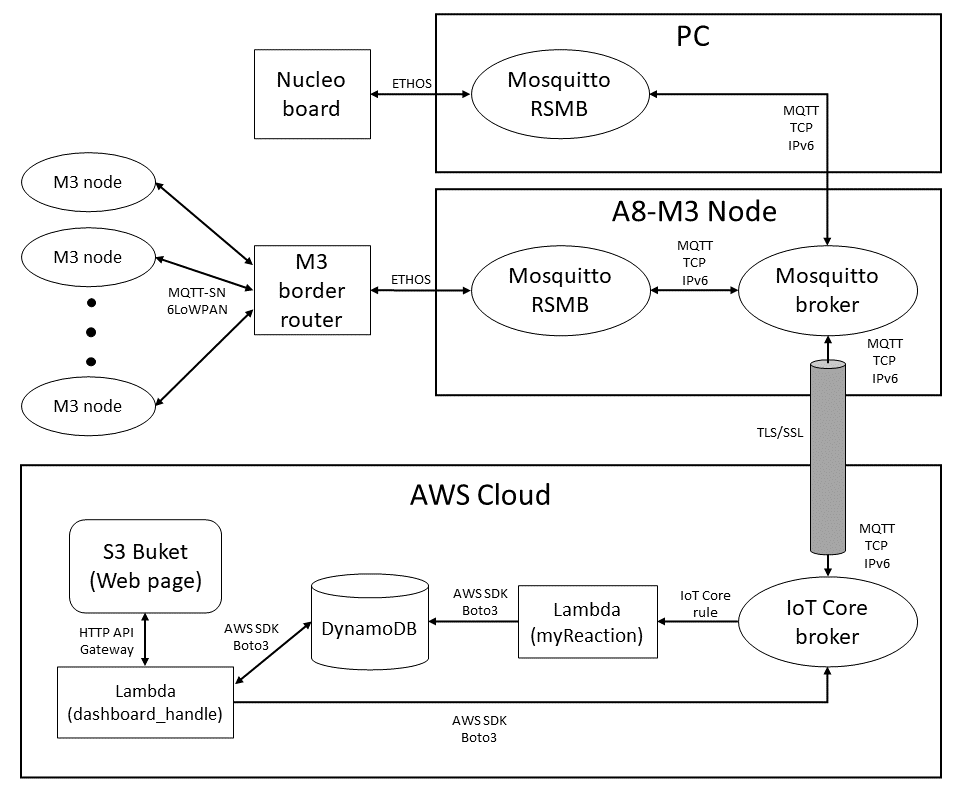 PC
Nucleo
board
ETHOS
Mosquitto
RSMB
MQTT
TCP
IPv6
M3 node
M3 node
M3 node
MQTT-SN
6LoWPAN
M3
border
router
ETHOS
A8-M3 Node
Mosquitto
RSMB
MQTT
TCP
IPv6
Mosquitto
broker
MQTT
TCP
IPv6
TLS/SSL
AWS Cloud
MQTT
TCP
IPv6
S3 Buket
(Web page)
HTTP API
Gateway
AWS SDK
Boto3
DynamoDB
AWS SDK
Boto3
Lambda
(myReaction)
IoT Core
rule
IoT Core
broker
Lambda
(dashboard_handle)
AWS SDK
Boto3